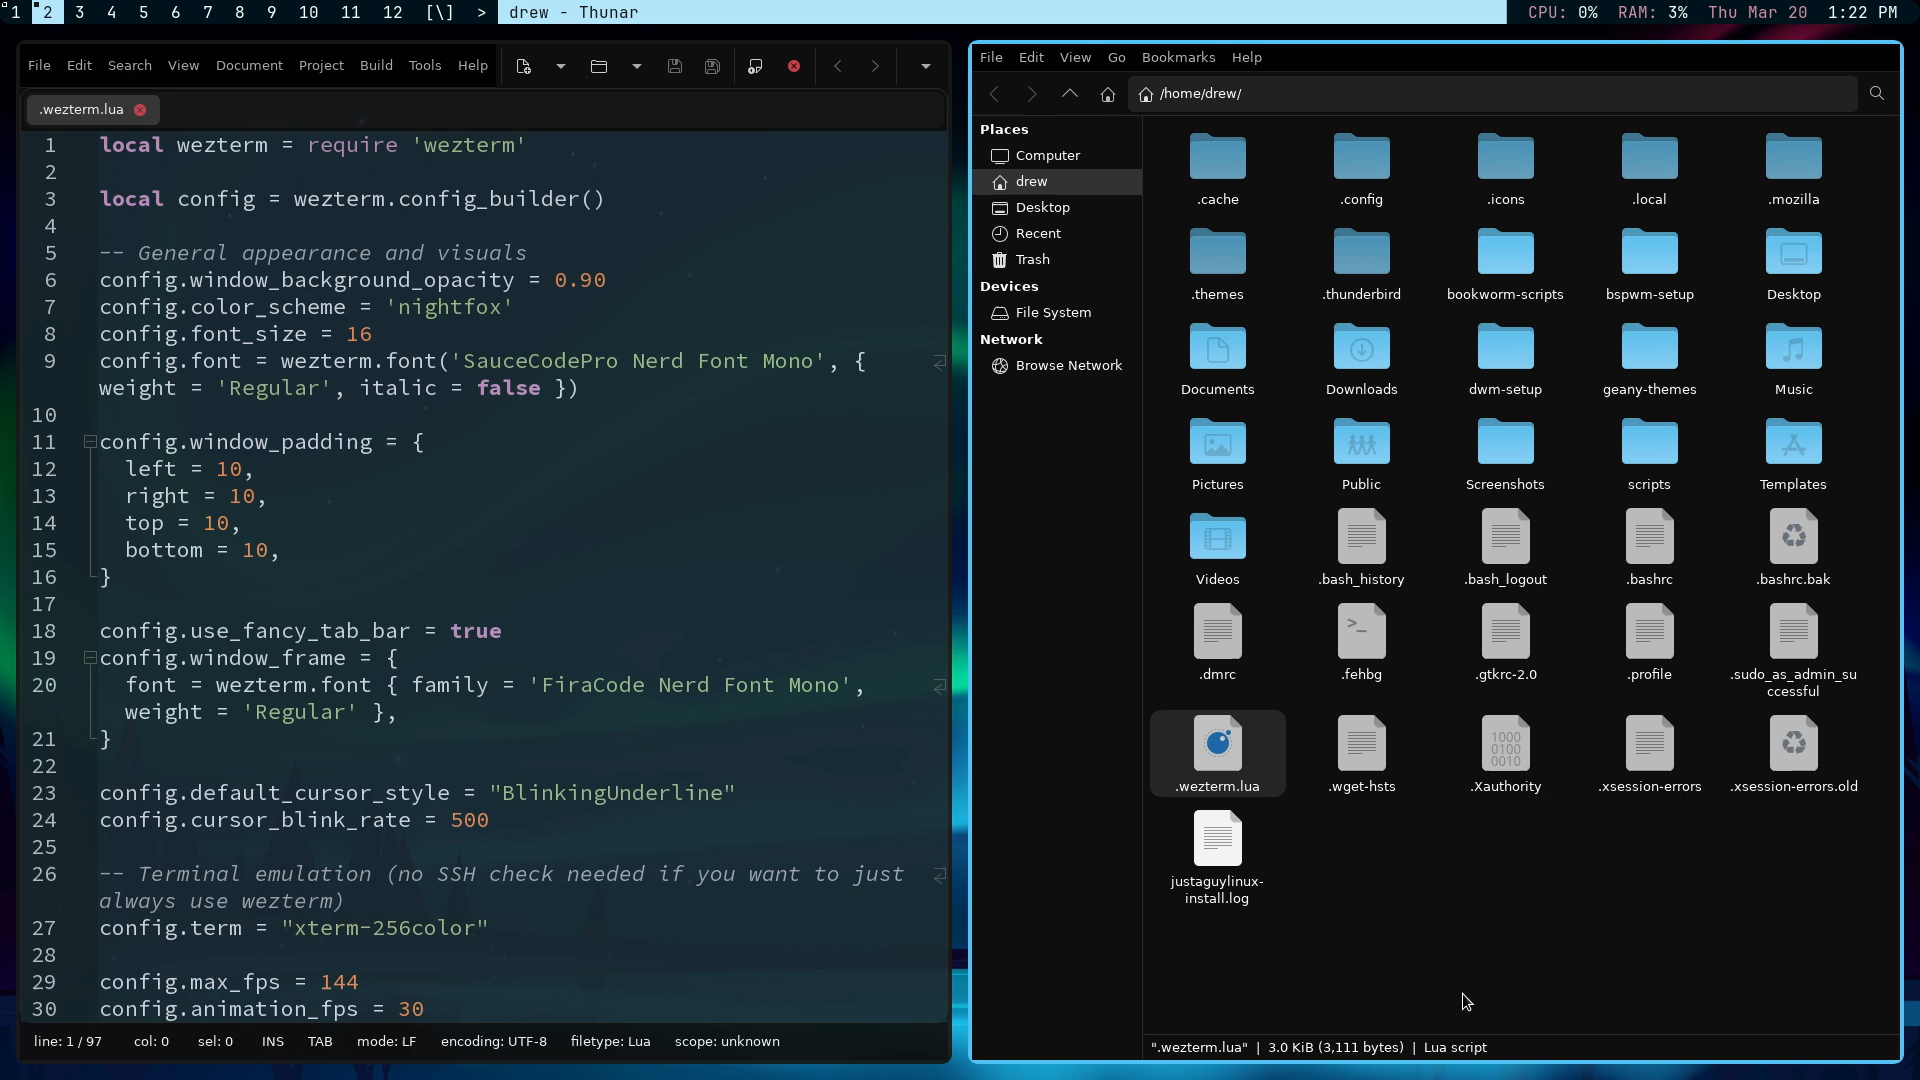 1 2 3 4 5 6 7 8 9 10 11 12 [\] > drew - Thunar CPU: 0% RAM: 3% Thu Mar 20 1:22 PM
File Edit Search View Document Project Build Tools Help
.wezterm.lua
1 local wezterm = require 'wezterm'
2
3 local config = wezterm.config_builder()
4
5 -- General appearance and visuals
6 config.window_background_opacity = 0.90
7 config.color_scheme = 'nightfox'
8 config.font_size = 16
9 config.font = wezterm.font('SauceCodePro Nerd Font Mono', {
weight = 'Regular', italic = false })
10
11 config.window_padding = {
12 left = 10,
13 right = 10,
14 top = 10,
15 bottom = 10,
16 }
17
18 config.use_fancy_tab_bar = true
19 config.window_frame = {
20 font = wezterm.font { family = 'FiraCode Nerd Font Mono',
weight = 'Regular' },
21 }
22
23 config.default_cursor_style = "BlinkingUnderline"
24 config.cursor_blink_rate = 500
25
26 -- Terminal emulation (no SSH check needed if you want to just
always use wezterm)
27 config.term = "xterm-256color"
28
29 config.max_fps = 144
30 config.animation_fps = 30
line: 1 / 97 col: 0 sel: 0 INS TAB mode: LF encoding: UTF-8 filetype: Lua scope: unknown
File Edit View Go Bookmarks Help
/home/drew/
Places
Computer
drew
Desktop
Recent
Trash
Devices
File System
Network
Browse Network
.cache .config .icons .local .mozilla
.themes .thunderbird bookworm-scripts bspwm-setup Desktop
Documents Downloads dwm-setup geany-themes Music
Pictures Public Screenshots scripts Templates
Videos .bash_history .bash_logout .bashrc .bashrc.bak
.dmrc .fehbg .gtkrc-2.0 .profile .sudo_as_admin_su
ccessful
1000
0100
0010
.wezterm.lua .wget-hsts .Xauthority .xsession-errors .xsession-errors.old
justaguylinux-
install.log
".wezterm.lua" | 3.0 KiB (3,111 bytes) | Lua script